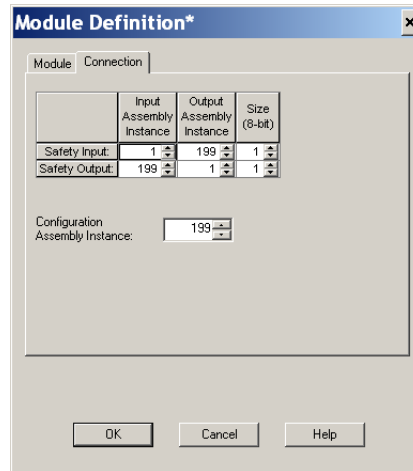 Module Definition*
Module Connection
Input Assembly Instance Output Assembly Instance Size (8-bit)
Safety Input: 1 199 1
Safety Output: 199 1 1
Configuration
Assembly Instance: 199
OK Cancel Help